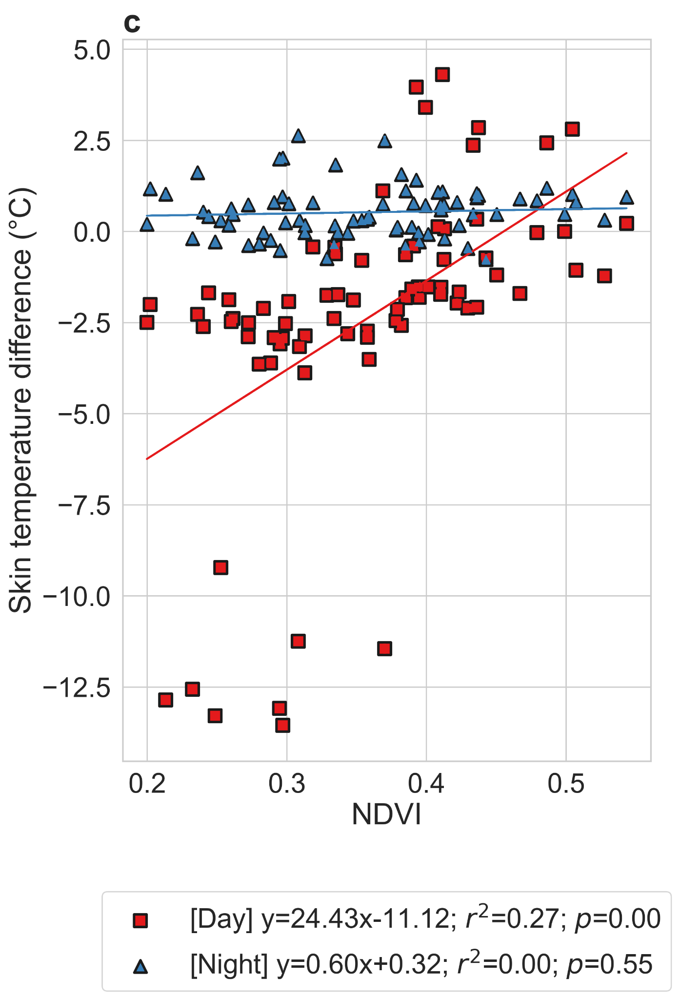 c
5.0
2.5
0.0
−2.5
−5.0
−7.5
−10.0
−12.5
Skin temperature difference (°C)
0.2 0.3 0.4 0.5
NDVI
[Day] y=24.43x-11.12; r²=0.27; p=0.00
[Night] y=0.60x+0.32; r²=0.00; p=0.55